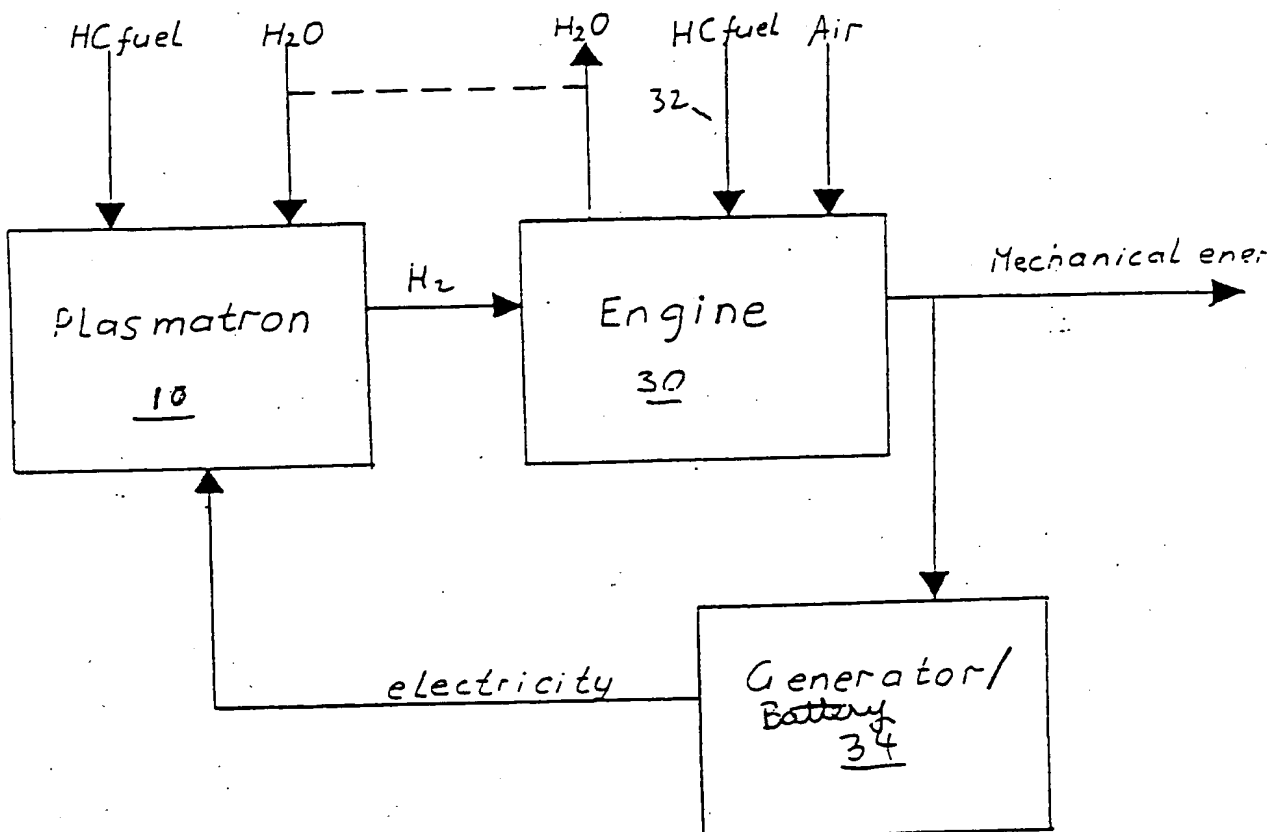 HC fuel
H2O
H2O
HC fuel
Air
32
H2
Plasmatron
10
Engine
30
Mechanical ener
electricity
Generator/
Battery
34